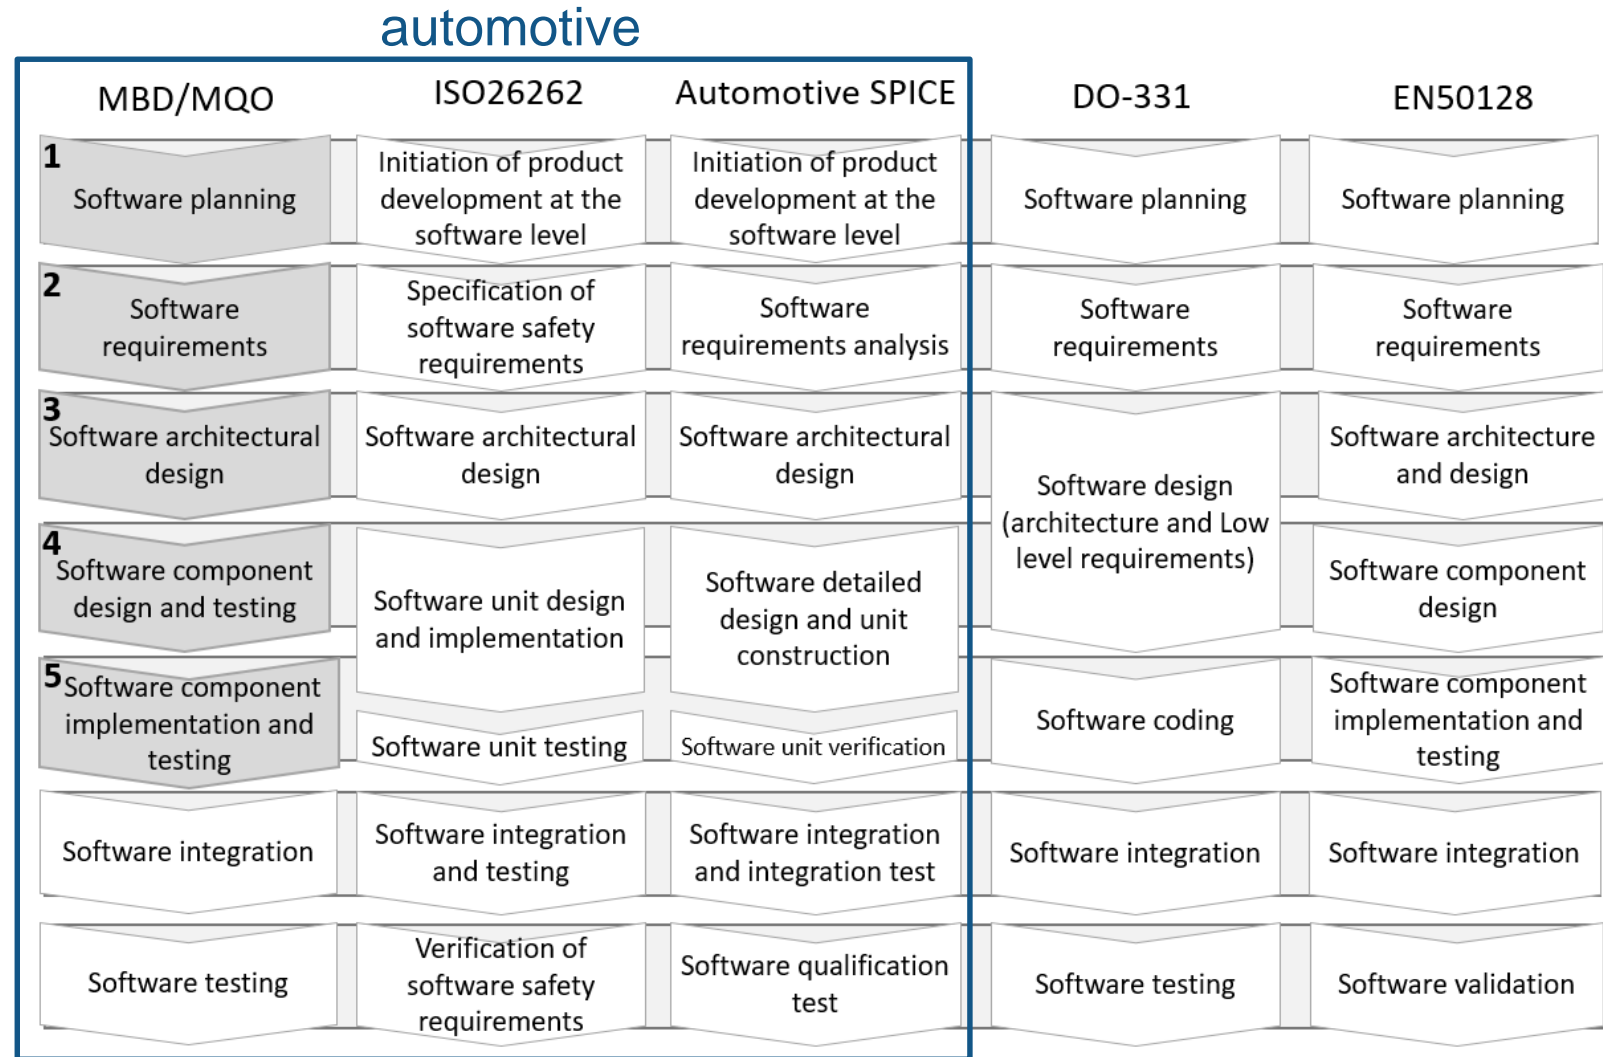 automotive
MBD/MQO
ISO26262
Automotive SPICE
DO-331
EN50128
1
Software planning
Initiation of product
development at the
software level
Initiation of product
development at the
software level
Software planning
Software planning
2
Software
requirements
Specification of
software safety
requirements
Software
requirements analysis
Software
requirements
Software
requirements
3
Software architectural
design
Software architectural
design
Software architectural
design
Software design
(architecture and Low
level requirements)
Software architecture
and design
4
Software component
design and testing
Software unit design
and implementation
Software detailed
design and unit
construction
Software component
design
5
Software component
implementation and
testing
Software unit testing
Software unit verification
Software coding
Software component
implementation and
testing
Software integration
Software integration
and testing
Software integration
and integration test
Software integration
Software integration
Software testing
Verification of
software safety
requirements
Software qualification
test
Software testing
Software validation